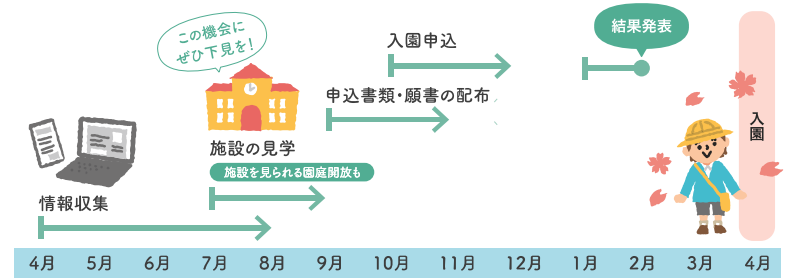 この機会に
ぜひ下見を!
入園申込
結果発表
申込書類・願書の配布
入園
施設の見学
施設を見られる園庭開放も
情報収集
4月 5月 6月 7月 8月 9月 10月 11月 12月 1月 2月 3月 4月